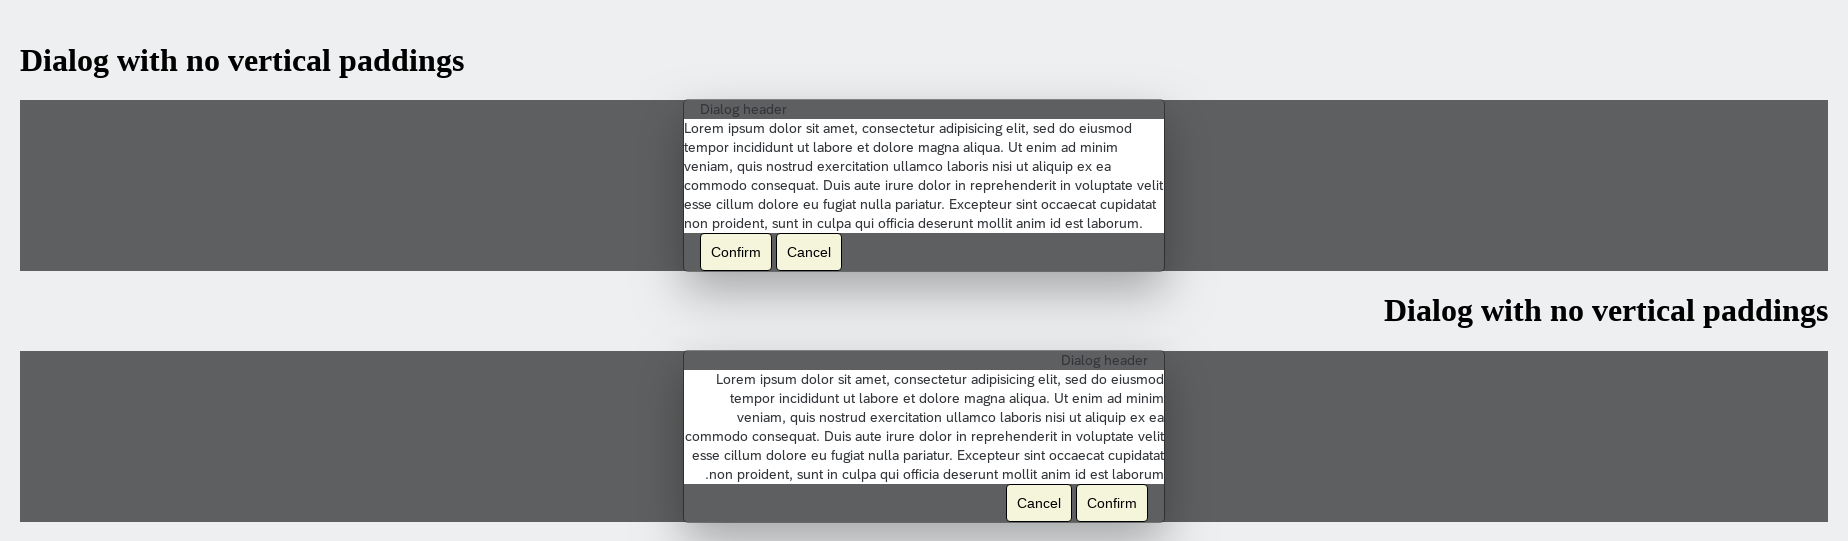 Dialog with no vertical paddings
Dialog header
Lorem ipsum dolor sit amet, consectetur adipisicing elit, sed do eiusmod
tempor incididunt ut labore et dolore magna aliqua. Ut enim ad minim
veniam, quis nostrud exercitation ullamco laboris nisi ut aliquip ex ea
commodo consequat. Duis aute irure dolor in reprehenderit in voluptate velit
esse cillum dolore eu fugiat nulla pariatur. Excepteur sint occaecat cupidatat
non proident, sunt in culpa qui officia deserunt mollit anim id est laborum.
Confirm Cancel
Dialog with no vertical paddings
Dialog header
Lorem ipsum dolor sit amet, consectetur adipisicing elit, sed do eiusmod
tempor incididunt ut labore et dolore magna aliqua. Ut enim ad minim
veniam, quis nostrud exercitation ullamco laboris nisi ut aliquip ex ea
commodo consequat. Duis aute irure dolor in reprehenderit in voluptate velit
esse cillum dolore eu fugiat nulla pariatur. Excepteur sint occaecat cupidatat
.non proident, sunt in culpa qui officia deserunt mollit anim id est laborum
Cancel Confirm